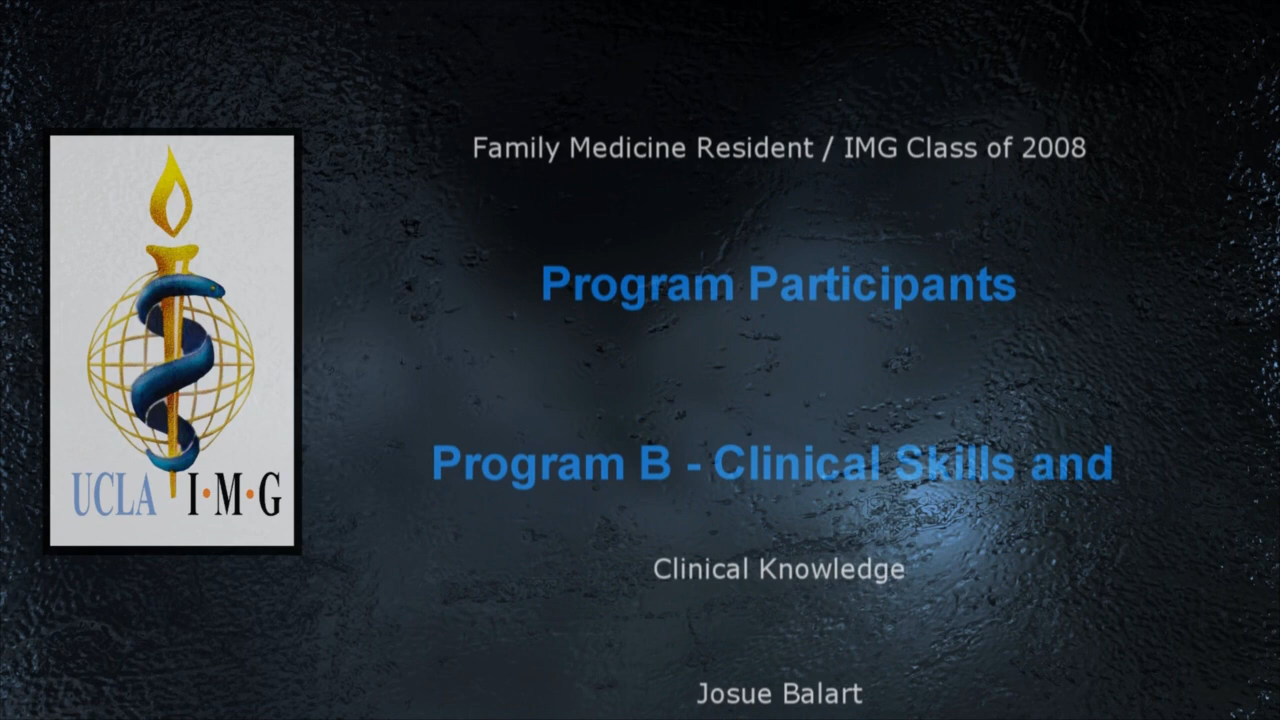 Family Medicine Resident / IMG Class of 2008
Program Participants
Program B - Clinical Skills and
Clinical Knowledge
Josue Balart
UCLA I·M·G